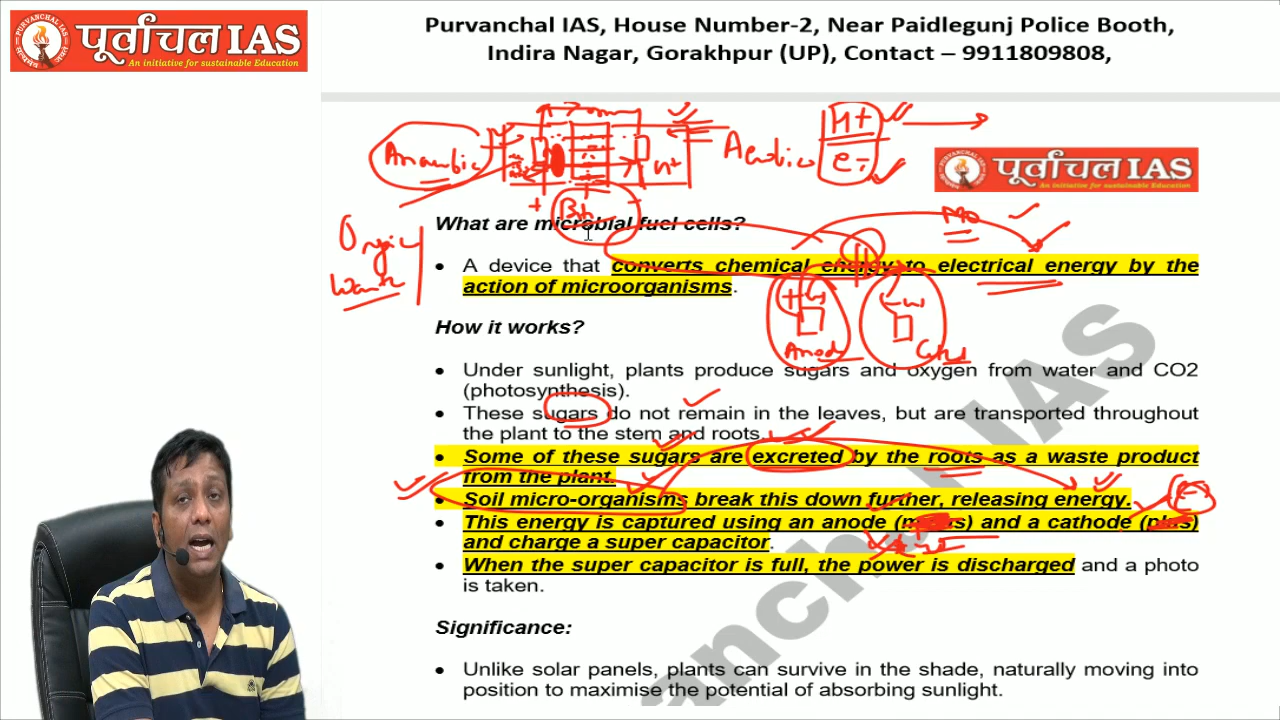 पूर्वांचल IAS
An initiative for sustainable Education
Purvanchal IAS, House Number-2, Near Paidlegunj Police Booth,
Indira Nagar, Gorakhpur (UP), Contact – 9911809808,
H+
e-
Anaerobic
H+
Aerobic
पूर्वांचल IAS
An initiative for sustainable Education
+
What are microbial fuel cells?
A device that converts chemical energy to electrical energy by the
action of microorganisms.
Anod
How it works?
Under sunlight, plants produce sugars and oxygen from water and CO2
(photosynthesis).
These sugars do not remain in the leaves, but are transported throughout
the plant to the stem and roots.
Some of these sugars are excreted by the roots as a waste product
from the plant.
Soil micro-organisms break this down further, releasing energy.
This energy is captured using an anode ( and a cathode (plus)
and charge a super capacitor.
When the super capacitor is full, the power is discharged and a photo
is taken.
Significance:
Unlike solar panels, plants can survive in the shade, naturally moving into
position to maximise the potential of absorbing sunlight.